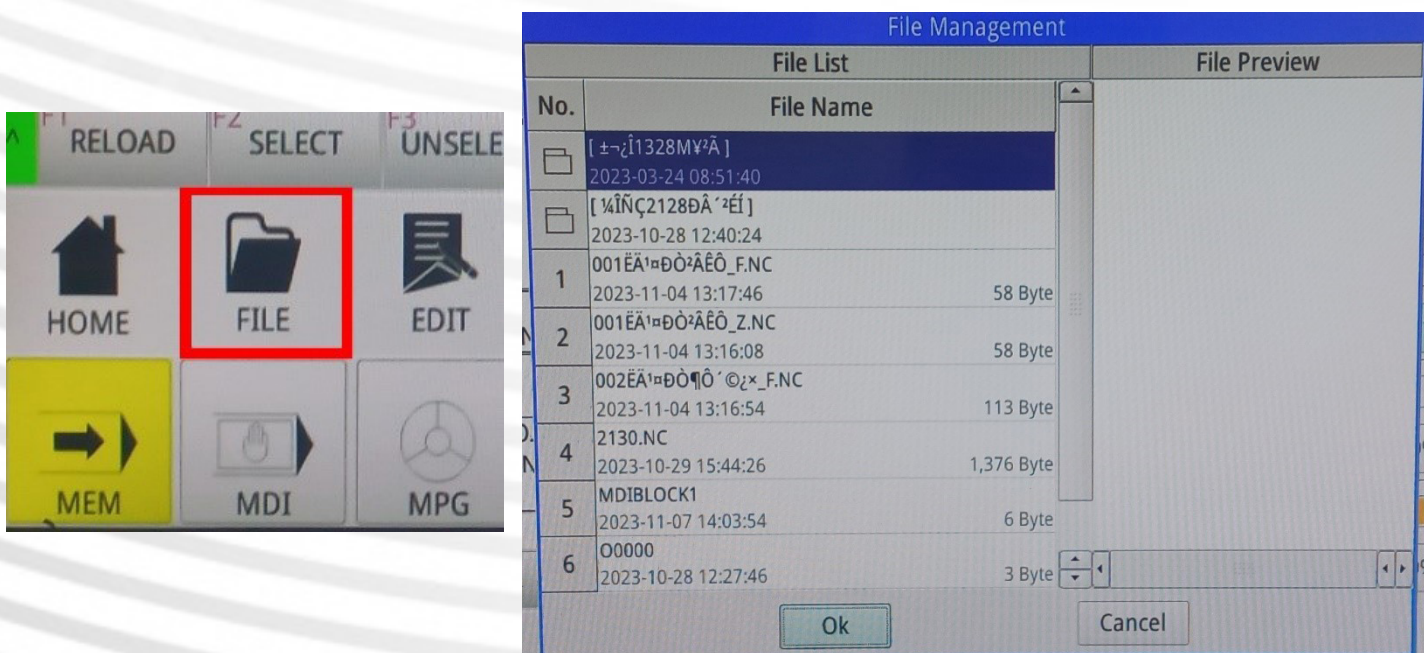 F1 RELOAD
F2 SELECT
F3 UNSELE
HOME
FILE
EDIT
MEM
MDI
MPG
File Management
File List
File Preview
No.
File Name
[ ±¬¿Î1328M¥²Ã ]
2023-03-24 08:51:40
[ ¼ÎÑÇ2128ÐÂ´²ÉÍ ]
2023-10-28 12:40:24
1
001ËÄ¹¤ÐÒ²ÂÊÔ_F.NC
2023-11-04 13:17:46 58 Byte
2
001ËÄ¹¤ÐÒ²ÂÊÔ_Z.NC
2023-11-04 13:16:08 58 Byte
3
002ËÄ¹¤ÐÒ¶Ô´©¿×_F.NC
2023-11-04 13:16:54 113 Byte
4
2130.NC
2023-10-29 15:44:26 1,376 Byte
5
MDIBLOCK1
2023-11-07 14:03:54 6 Byte
6
O0000
2023-10-28 12:27:46 3 Byte
Ok
Cancel